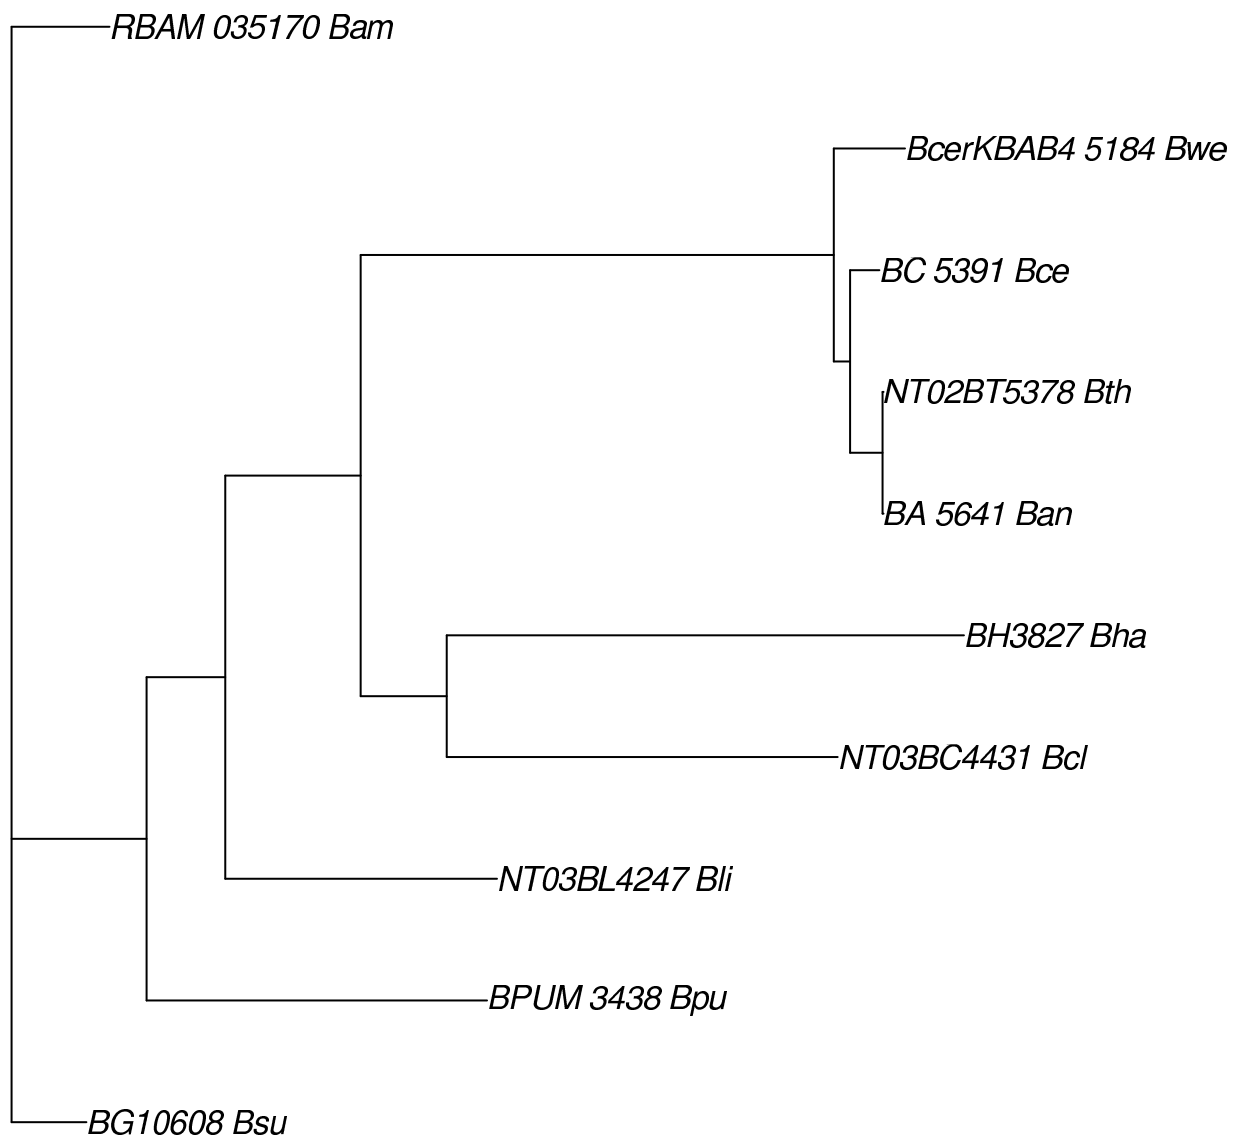 RBAM 035170 Bam
BcerKBAB4 5184 Bwe
BC 5391 Bce
NT02BT5378 Bth
BA 5641 Ban
BH3827 Bha
NT03BC4431 Bcl
NT03BL4247 Bli
BPUM 3438 Bpu
BG10608 Bsu